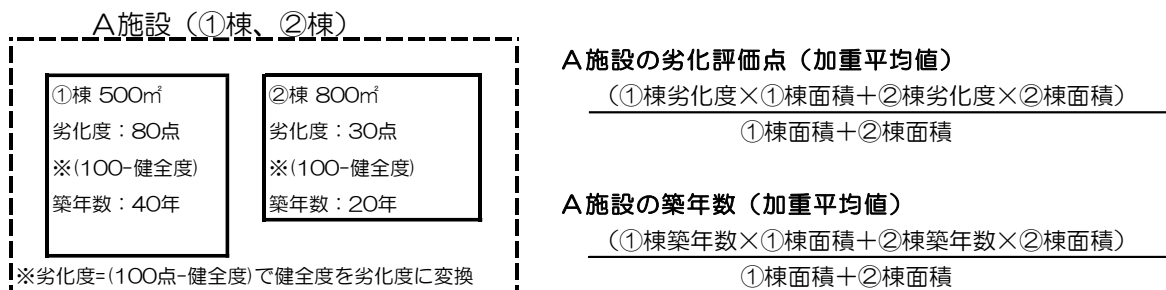 A施設（①棟、②棟）
①棟 500㎡
劣化度：80点
※(100-健全度)
築年数：40年
②棟 800㎡
劣化度：30点
※(100-健全度)
築年数：20年
※劣化度=(100点-健全度)で健全度を劣化度に変換
A施設の劣化評価点（加重平均値）
（①棟劣化度×①棟面積＋②棟劣化度×②棟面積）
①棟面積＋②棟面積
A施設の築年数（加重平均値）
（①棟築年数×①棟面積＋②棟築年数×②棟面積）
①棟面積＋②棟面積